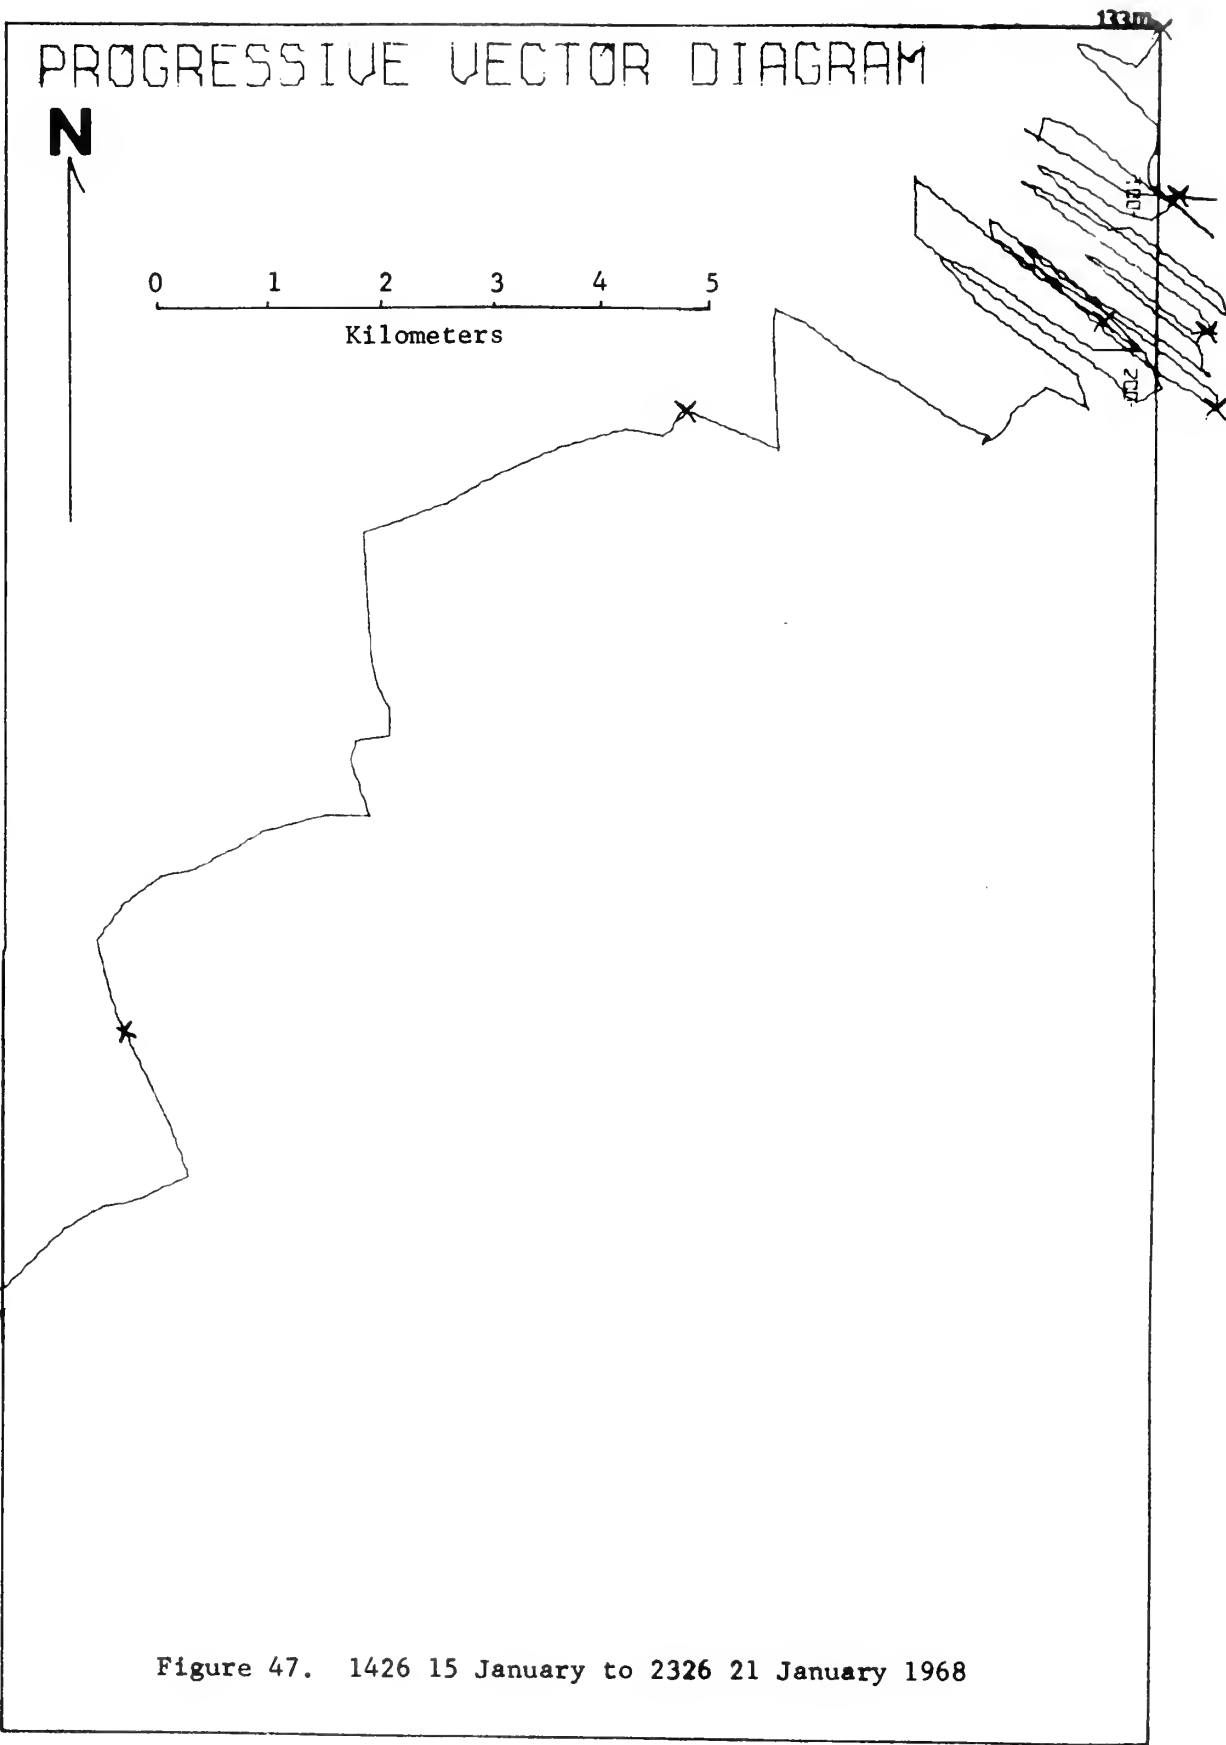 133m
PROGRESSIVE VECTOR DIAGRAM
N
0 1 2 3 4 5
Kilometers
200.
Figure 47. 1426 15 January to 2326 21 January 1968